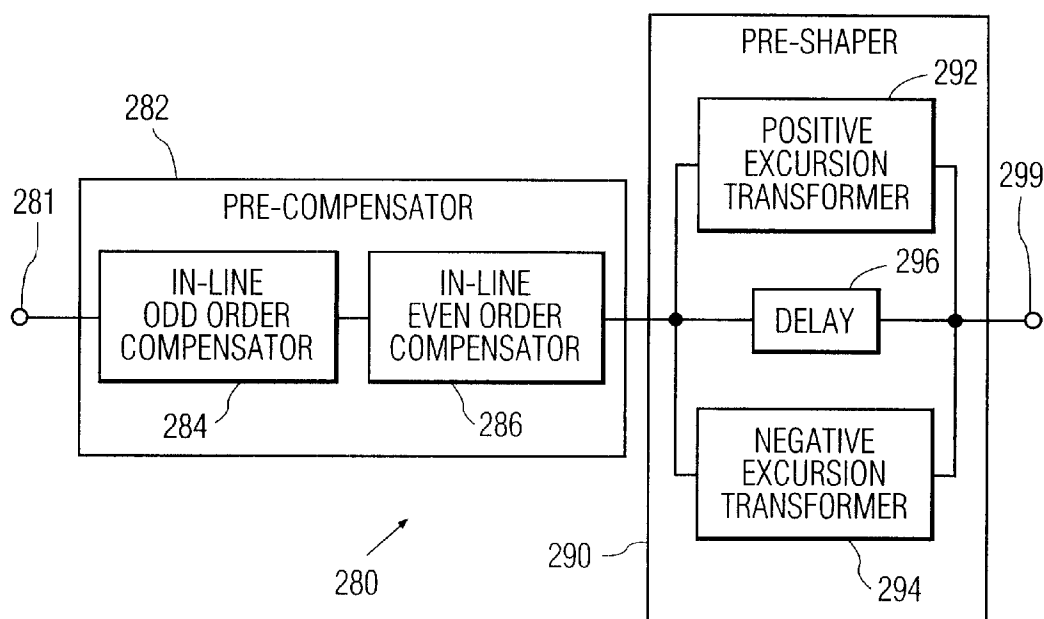 PRE-SHAPER
292
POSITIVE
EXCURSION
TRANSFORMER
282
281
PRE-COMPENSATOR
299
IN-LINE
ODD ORDER
COMPENSATOR
IN-LINE
EVEN ORDER
COMPENSATOR
296
DELAY
284
286
NEGATIVE
EXCURSION
TRANSFORMER
280
290
294